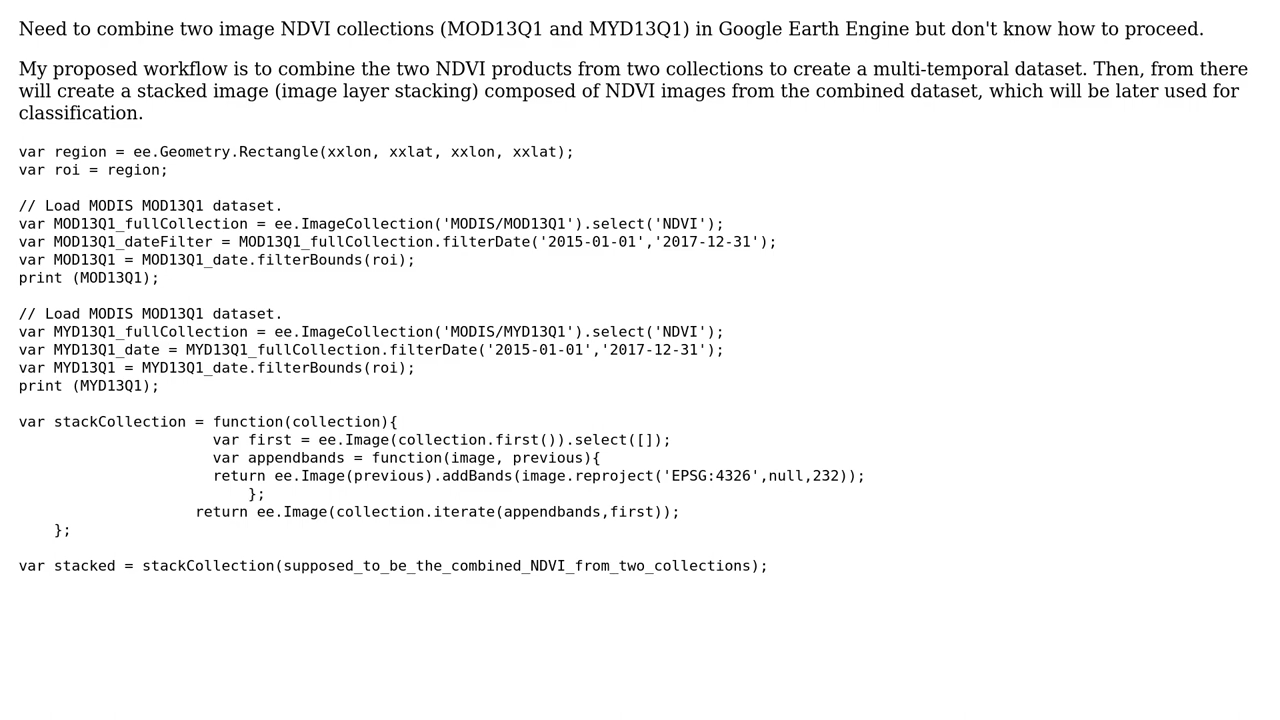 Need to combine two image NDVI collections (MOD13Q1 and MYD13Q1) in Google Earth Engine but don't know how to proceed.
My proposed workflow is to combine the two NDVI products from two collections to create a multi-temporal dataset. Then, from there
will create a stacked image (image layer stacking) composed of NDVI images from the combined dataset, which will be later used for
classification.
var region = ee.Geometry.Rectangle(xxlon, xxlat, xxlon, xxlat);
var roi = region;
// Load MODIS MOD13Q1 dataset.
var MOD13Q1_fullCollection = ee.ImageCollection('MODIS/MOD13Q1').select('NDVI');
var MOD13Q1_dateFilter = MOD13Q1_fullCollection.filterDate('2015-01-01','2017-12-31');
var MOD13Q1 = MOD13Q1_date.filterBounds(roi);
print (MOD13Q1);
// Load MODIS MOD13Q1 dataset.
var MYD13Q1_fullCollection = ee.ImageCollection('MODIS/MYD13Q1').select('NDVI');
var MYD13Q1_date = MYD13Q1_fullCollection.filterDate('2015-01-01','2017-12-31');
var MYD13Q1 = MYD13Q1_date.filterBounds(roi);
print (MYD13Q1);
var stackCollection = function(collection){
var first = ee.Image(collection.first()).select([]);
var appendbands = function(image, previous){
return ee.Image(previous).addBands(image.reproject('EPSG:4326',null,232));
};
return ee.Image(collection.iterate(appendbands,first));
};
var stacked = stackCollection(supposed_to_be_the_combined_NDVI_from_two_collections);